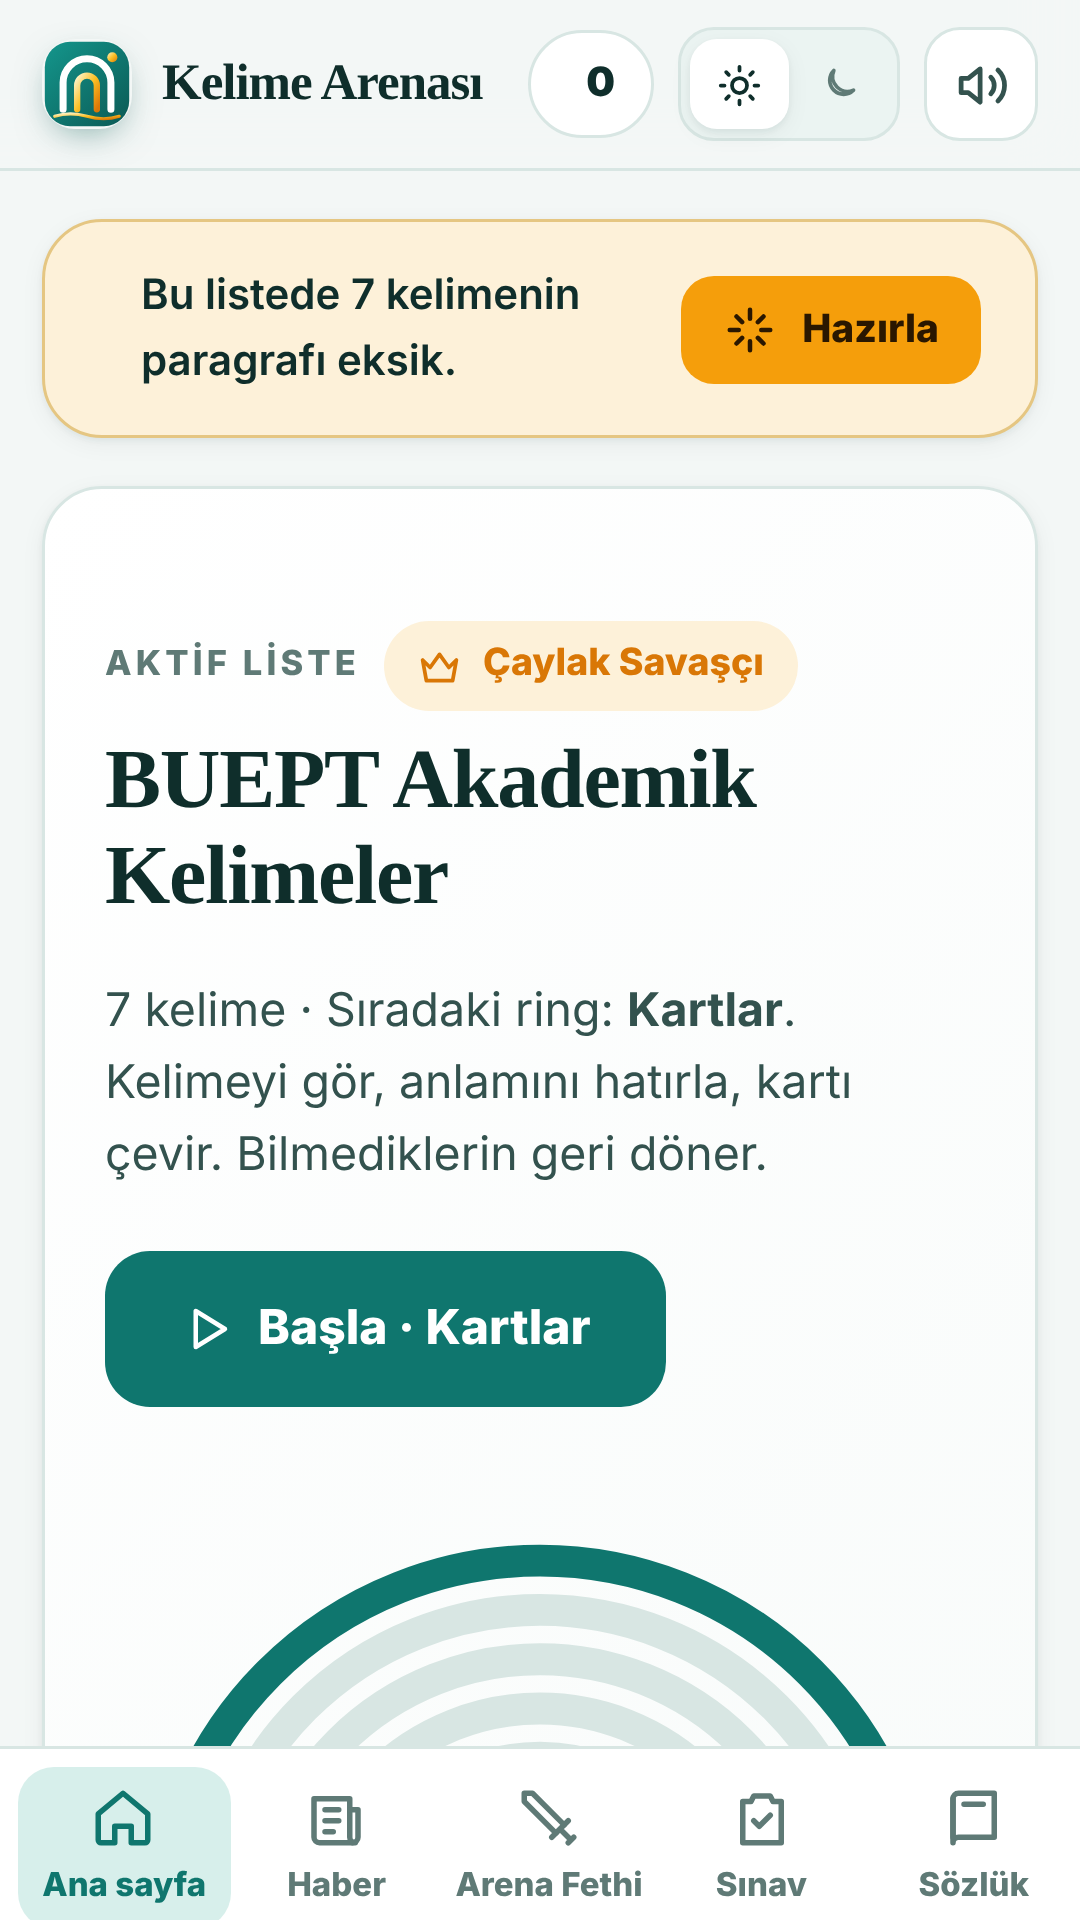 Kelime Arenası
0
Bu listede 7 kelimenin
paragrafı eksik.
Hazırla
AKTİF LİSTE
Çaylak Savaşçı
BUEPT Akademik
Kelimeler
7 kelime · Sıradaki ring: Kartlar.
Kelimeyi gör, anlamını hatırla, kartı
çevir. Bilmediklerin geri döner.
Başla · Kartlar
Ana sayfa
Haber
Arena Fethi
Sınav
Sözlük